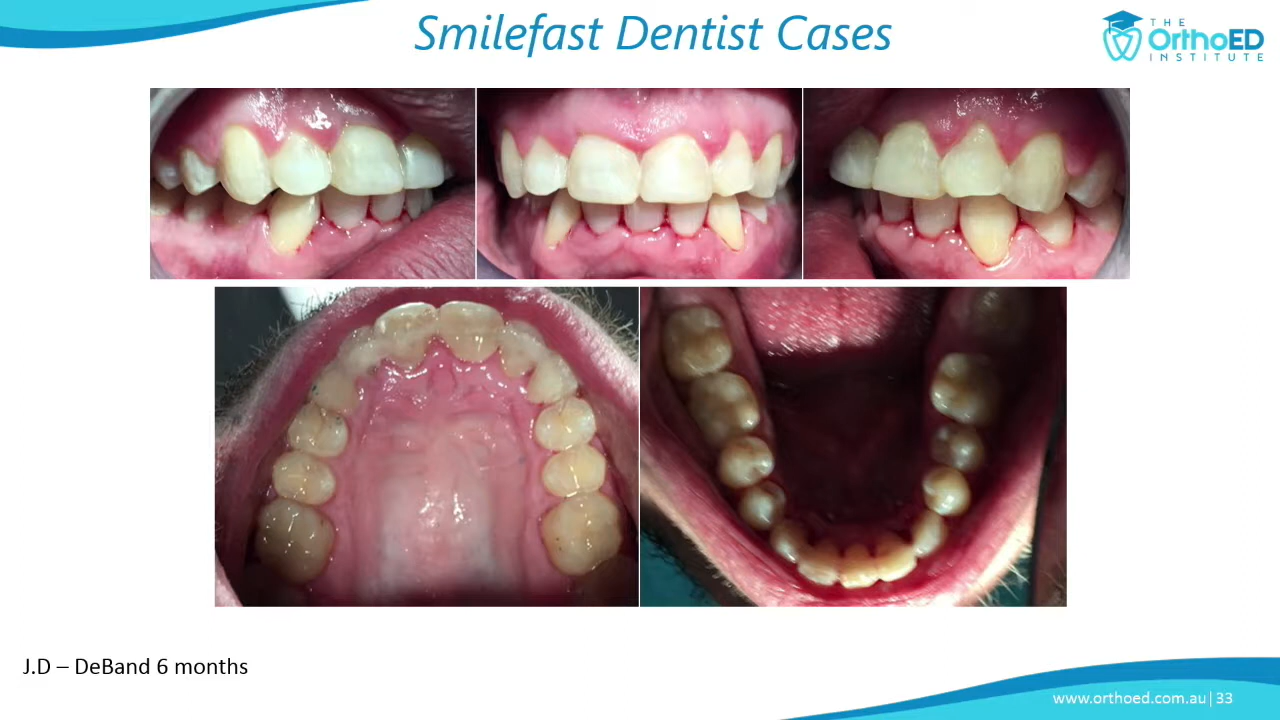 Smilefast Dentist Cases
THE
OrthoED
INSTITUTE
J.D – DeBand 6 months
www.orthoed.com.au| 33